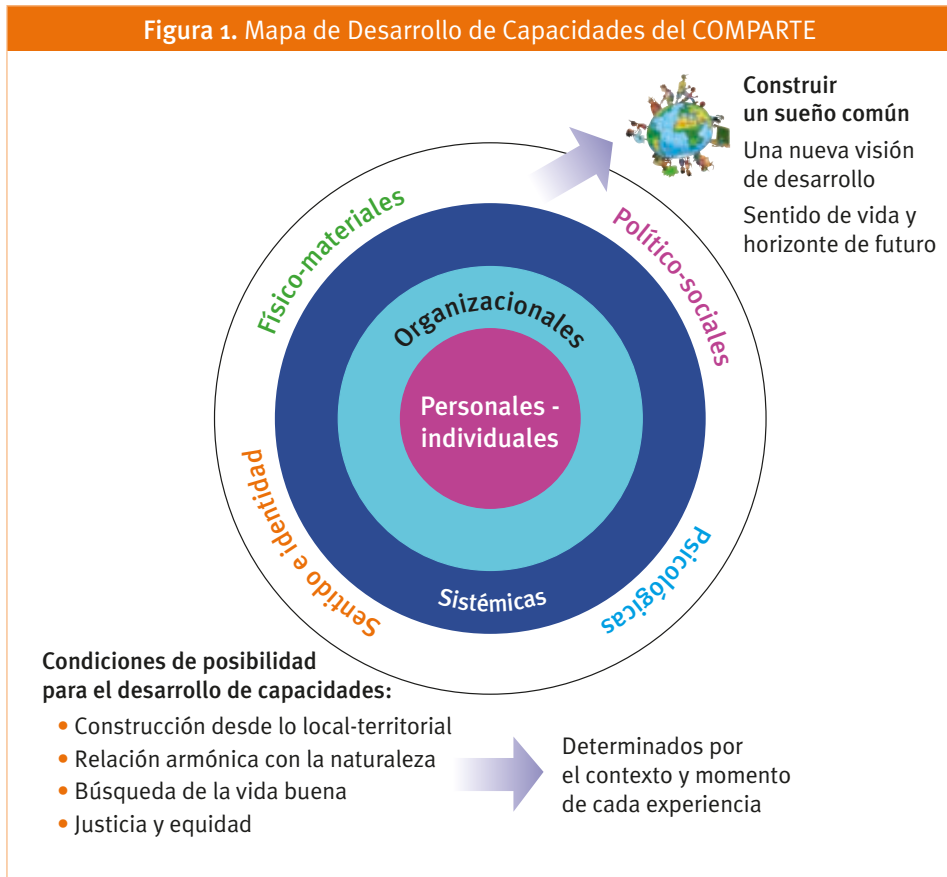 Figura 1. Mapa de Desarrollo de Capacidades del COMPARTE
Construir
un sueño común
Una nueva visión
de desarrollo
Sentido de vida y
horizonte de futuro
Físico-materiales
Político-sociales
Organizacionales
Personales -
individuales
Sentido e identidad
Psicológicas
Sistémicas
Condiciones de posibilidad
para el desarrollo de capacidades:
• Construcción desde lo local-territorial
• Relación armónica con la naturaleza
• Búsqueda de la vida buena
• Justicia y equidad
Determinados por
el contexto y momento
de cada experiencia